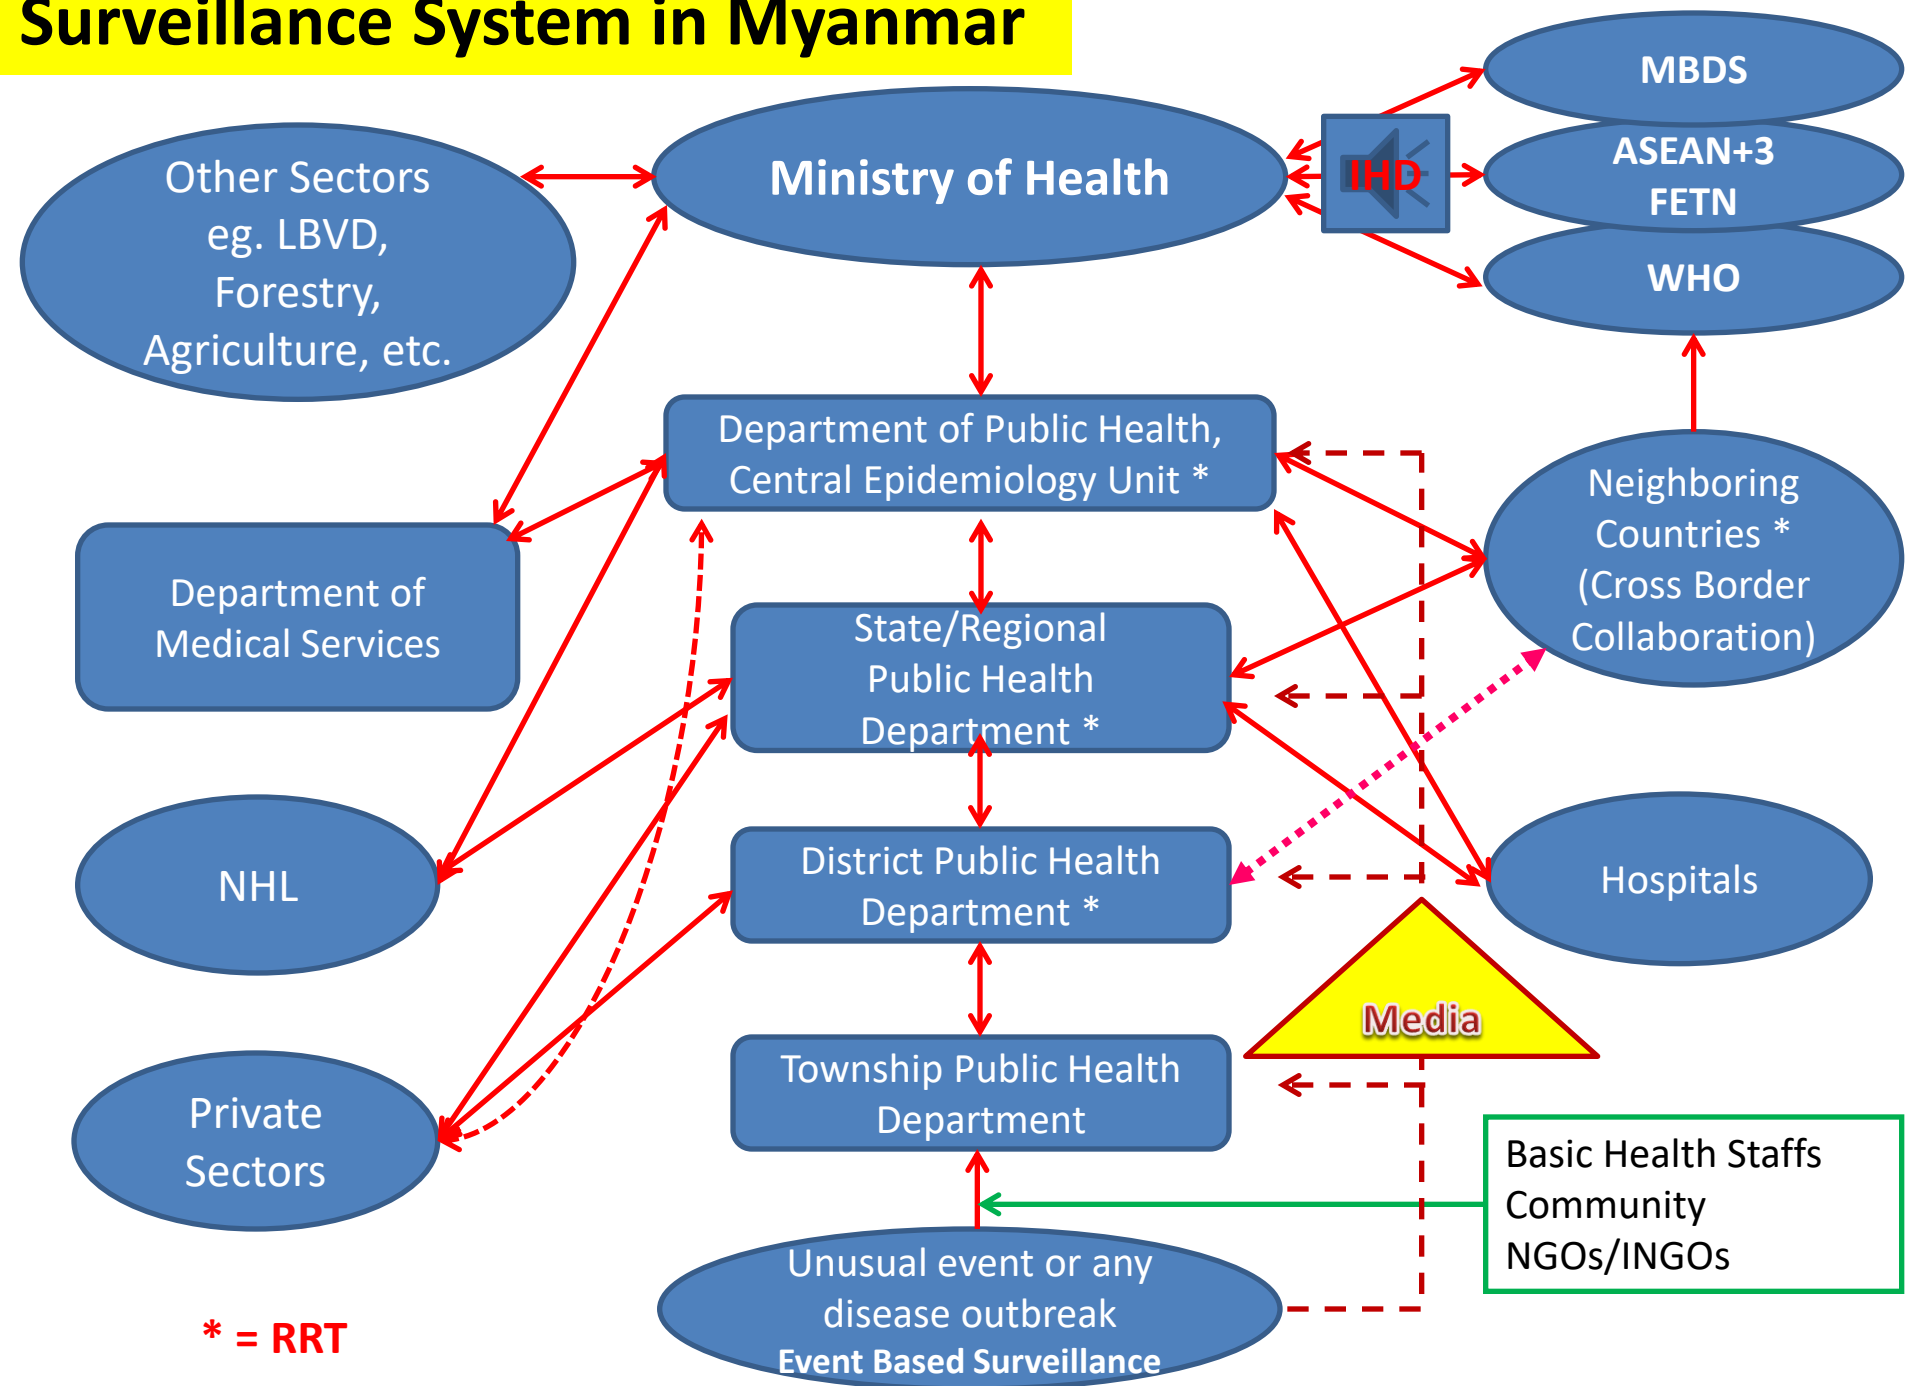 Surveillance System in Myanmar
MBDS
Other Sectors
eg. LBVD,
Forestry,
Agriculture, etc.
Ministry of Health
IHD
ASEAN+3
FETN
WHO
Department of Public Health,
Central Epidemiology Unit *
Neighboring
Countries *
(Cross Border
Collaboration)
Department of
Medical Services
State/Regional
Public Health
Department *
NHL
District Public Health
Department *
Hospitals
Media
Private
Sectors
Township Public Health
Department
Basic Health Staffs
Community
NGOs/INGOs
Unusual event or any
disease outbreak
Event Based Surveillance
* = RRT